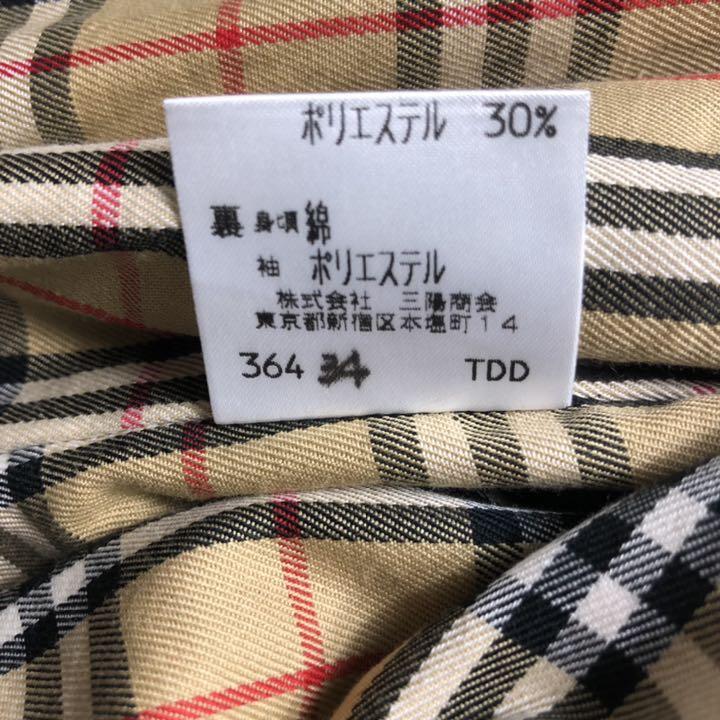 ポリエステル 30%
裏 身頃 綿
袖 ポリエステル
株式会社 三陽商会
東京都新宿区本塩町14
364 34 TDD